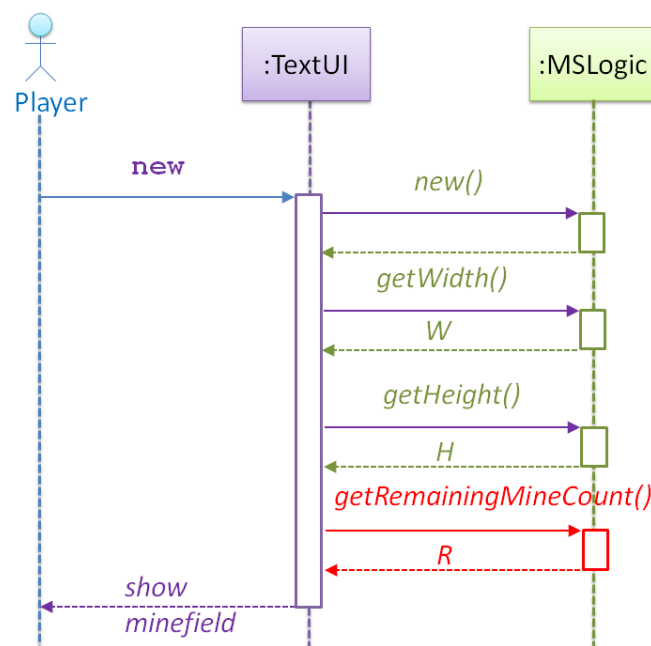 :TextUI
:MSLogic
Player
new
new()
getWidth()
W
getHeight()
H
getRemainingMineCount()
R
show
minefield